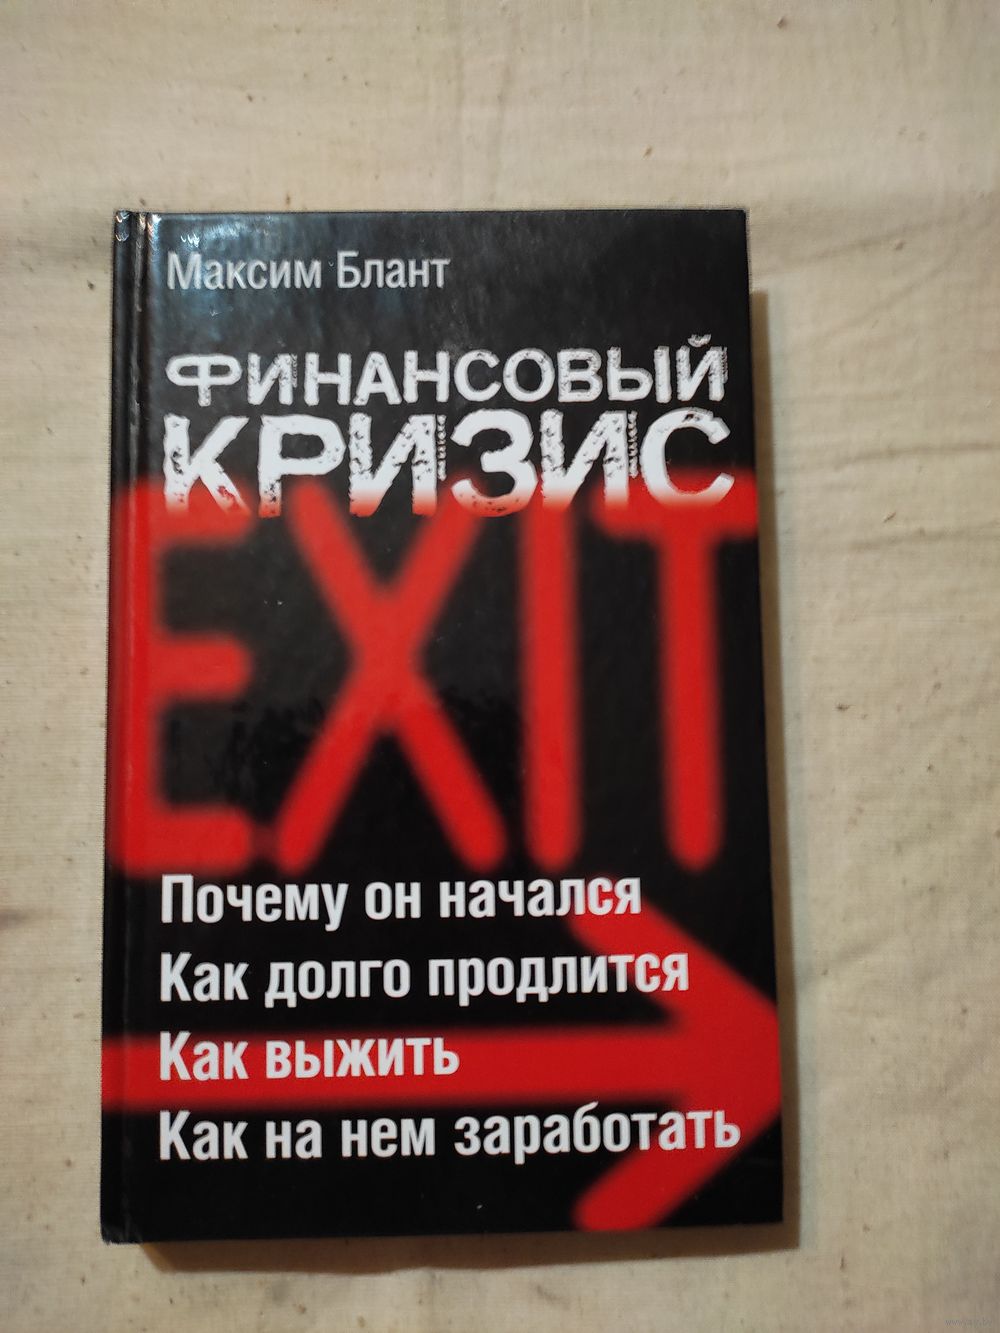 Максим Блант
ФИНАНСОВЫЙ
КРИЗИС
EXIT
Почему он начался
Как долго продлится
Как выжить
Как на нем заработать